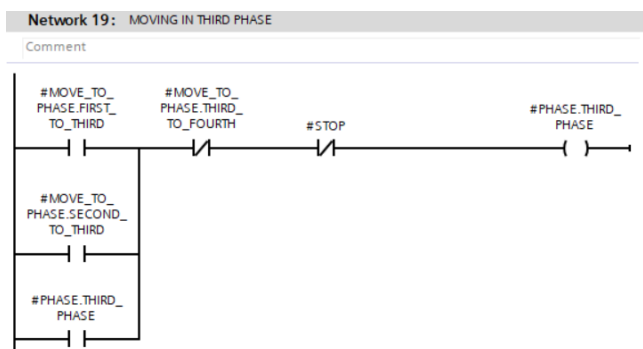 Network 19: MOVING IN THIRD PHASE
Comment
#MOVE_TO_
PHASE.FIRST_
TO_THIRD
#MOVE_TO_
PHASE.THIRD_
TO_FOURTH
#STOP
#PHASE.THIRD_
PHASE
#MOVE_TO_
PHASE.SECOND_
TO_THIRD
#PHASE.THIRD_
PHASE